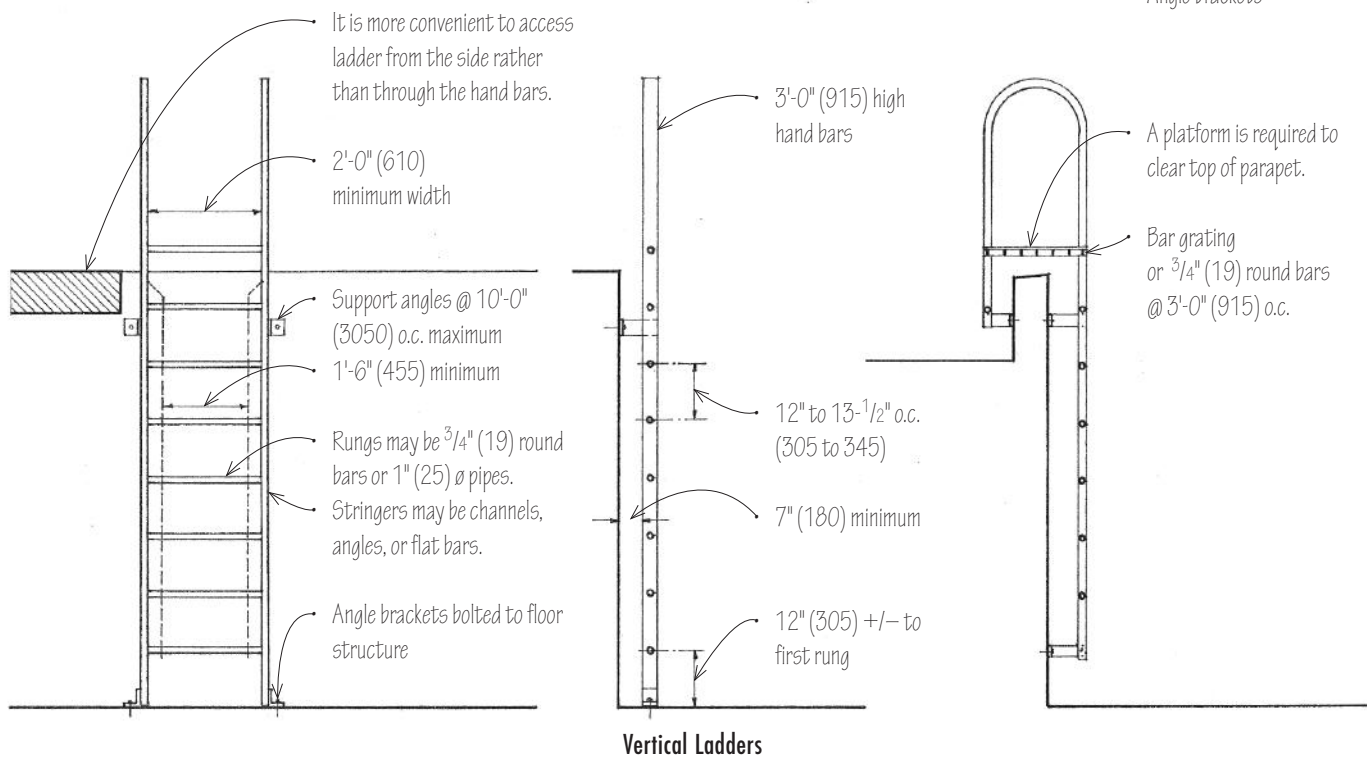 Angle brackets
It is more convenient to access
ladder from the side rather
than through the hand bars.
2'-0" (610)
minimum width
Support angles @ 10'-0"
(3050) o.c. maximum
1'-6" (455) minimum
Rungs may be 3/4" (19) round
bars or 1" (25) ø pipes.
Stringers may be channels,
angles, or flat bars.
Angle brackets bolted to floor
structure
3'-0" (915) high
hand bars
12" to 13-1/2" o.c.
(305 to 345)
7" (180) minimum
12" (305) +/– to
first rung
A platform is required to
clear top of parapet.
Bar grating
or 3/4" (19) round bars
@ 3'-0" (915) o.c.
Vertical Ladders